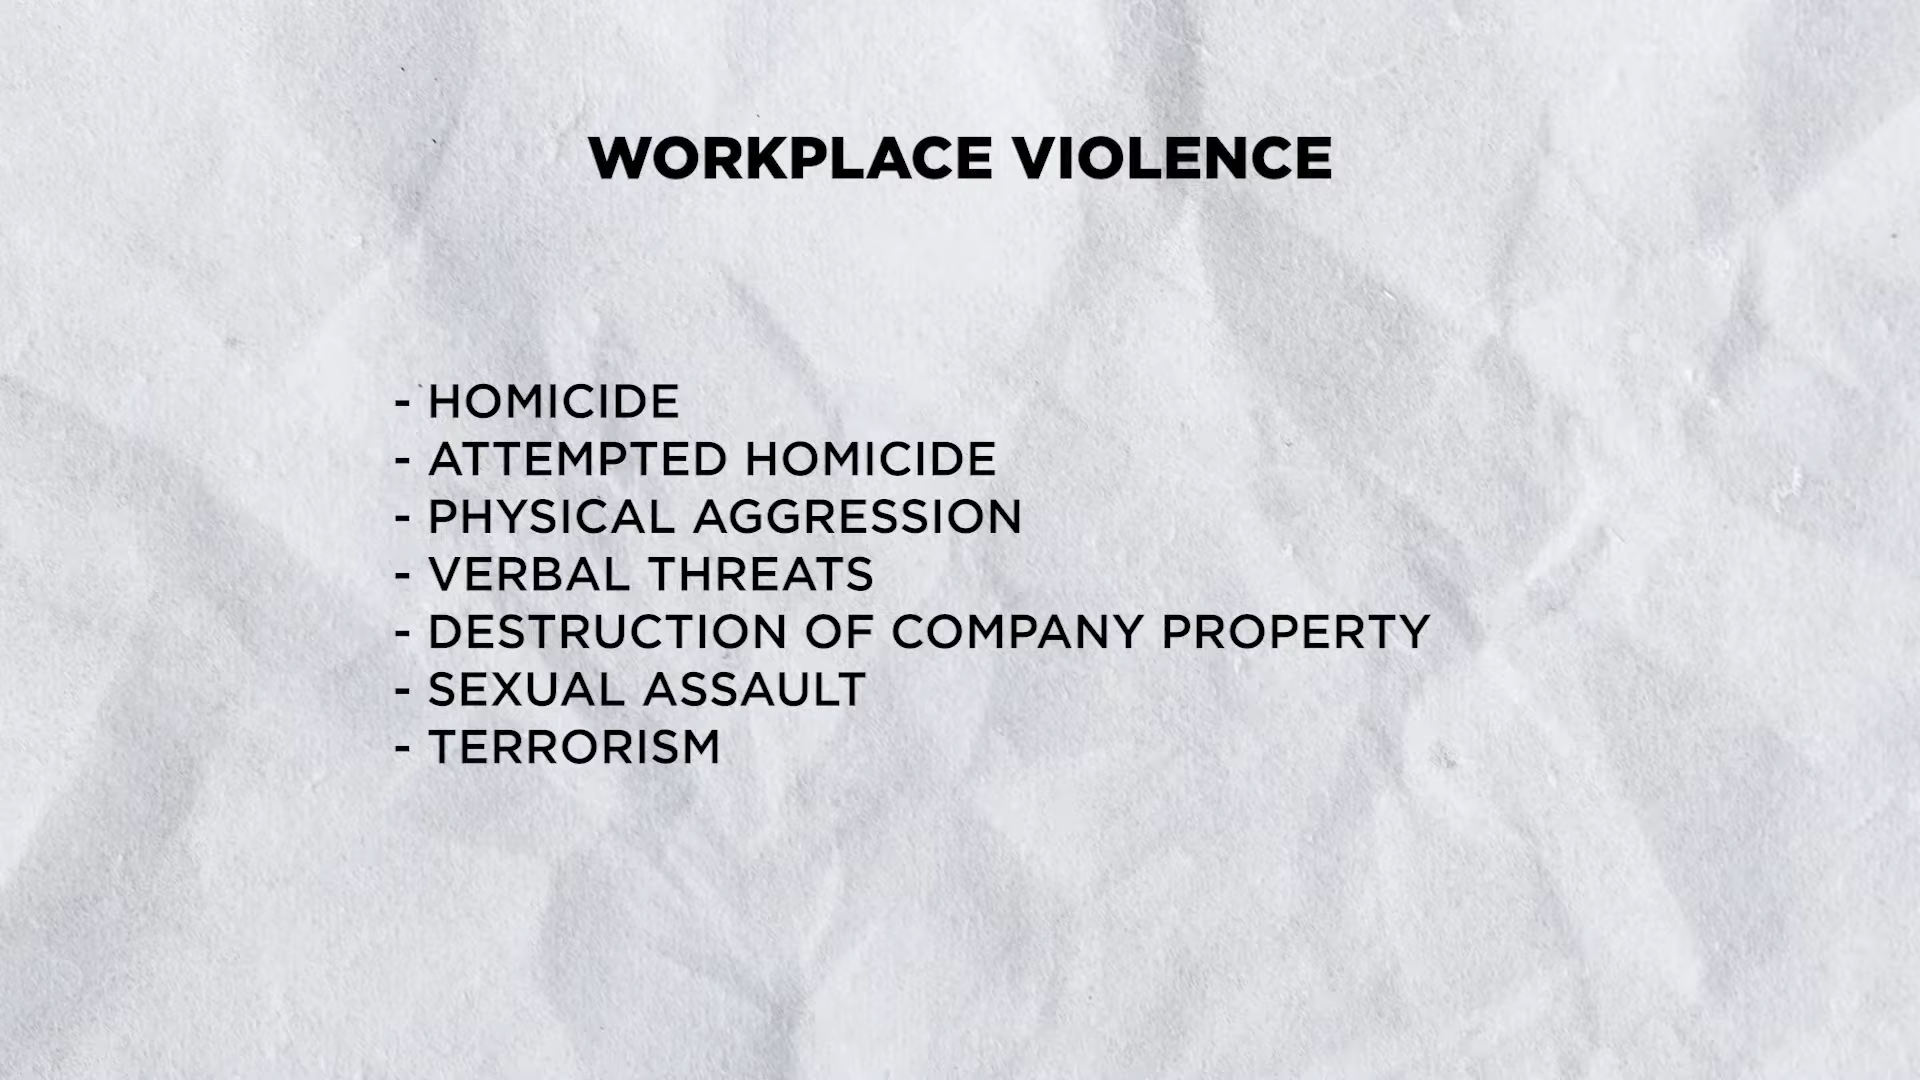 WORKPLACE VIOLENCE
- HOMICIDE
- ATTEMPTED HOMICIDE
- PHYSICAL AGGRESSION
- VERBAL THREATS
- DESTRUCTION OF COMPANY PROPERTY
- SEXUAL ASSAULT
- TERRORISM